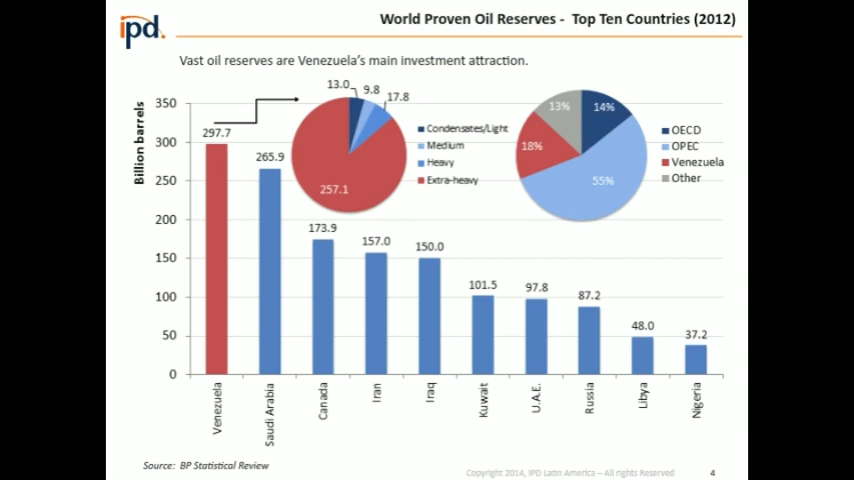 ipd.
World Proven Oil Reserves - Top Ten Countries (2012)
Vast oil reserves are Venezuela's main investment attraction.
Billion barrels
350
300
250
200
150
100
50
0
297.7
265.9
173.9
157.0
150.0
101.5
97.8
87.2
48.0
37.2
Venezuela
Saudi Arabia
Canada
Iran
Iraq
Kuwait
U.A.E.
Russia
Libya
Nigeria
13.0
9.8
17.8
257.1
Condensates/Light
Medium
Heavy
Extra-heavy
13%
14%
18%
55%
OECD
OPEC
Venezuela
Other
Source: BP Statistical Review
Copyright 2014, IPD Latin America – All rights Reserved
4